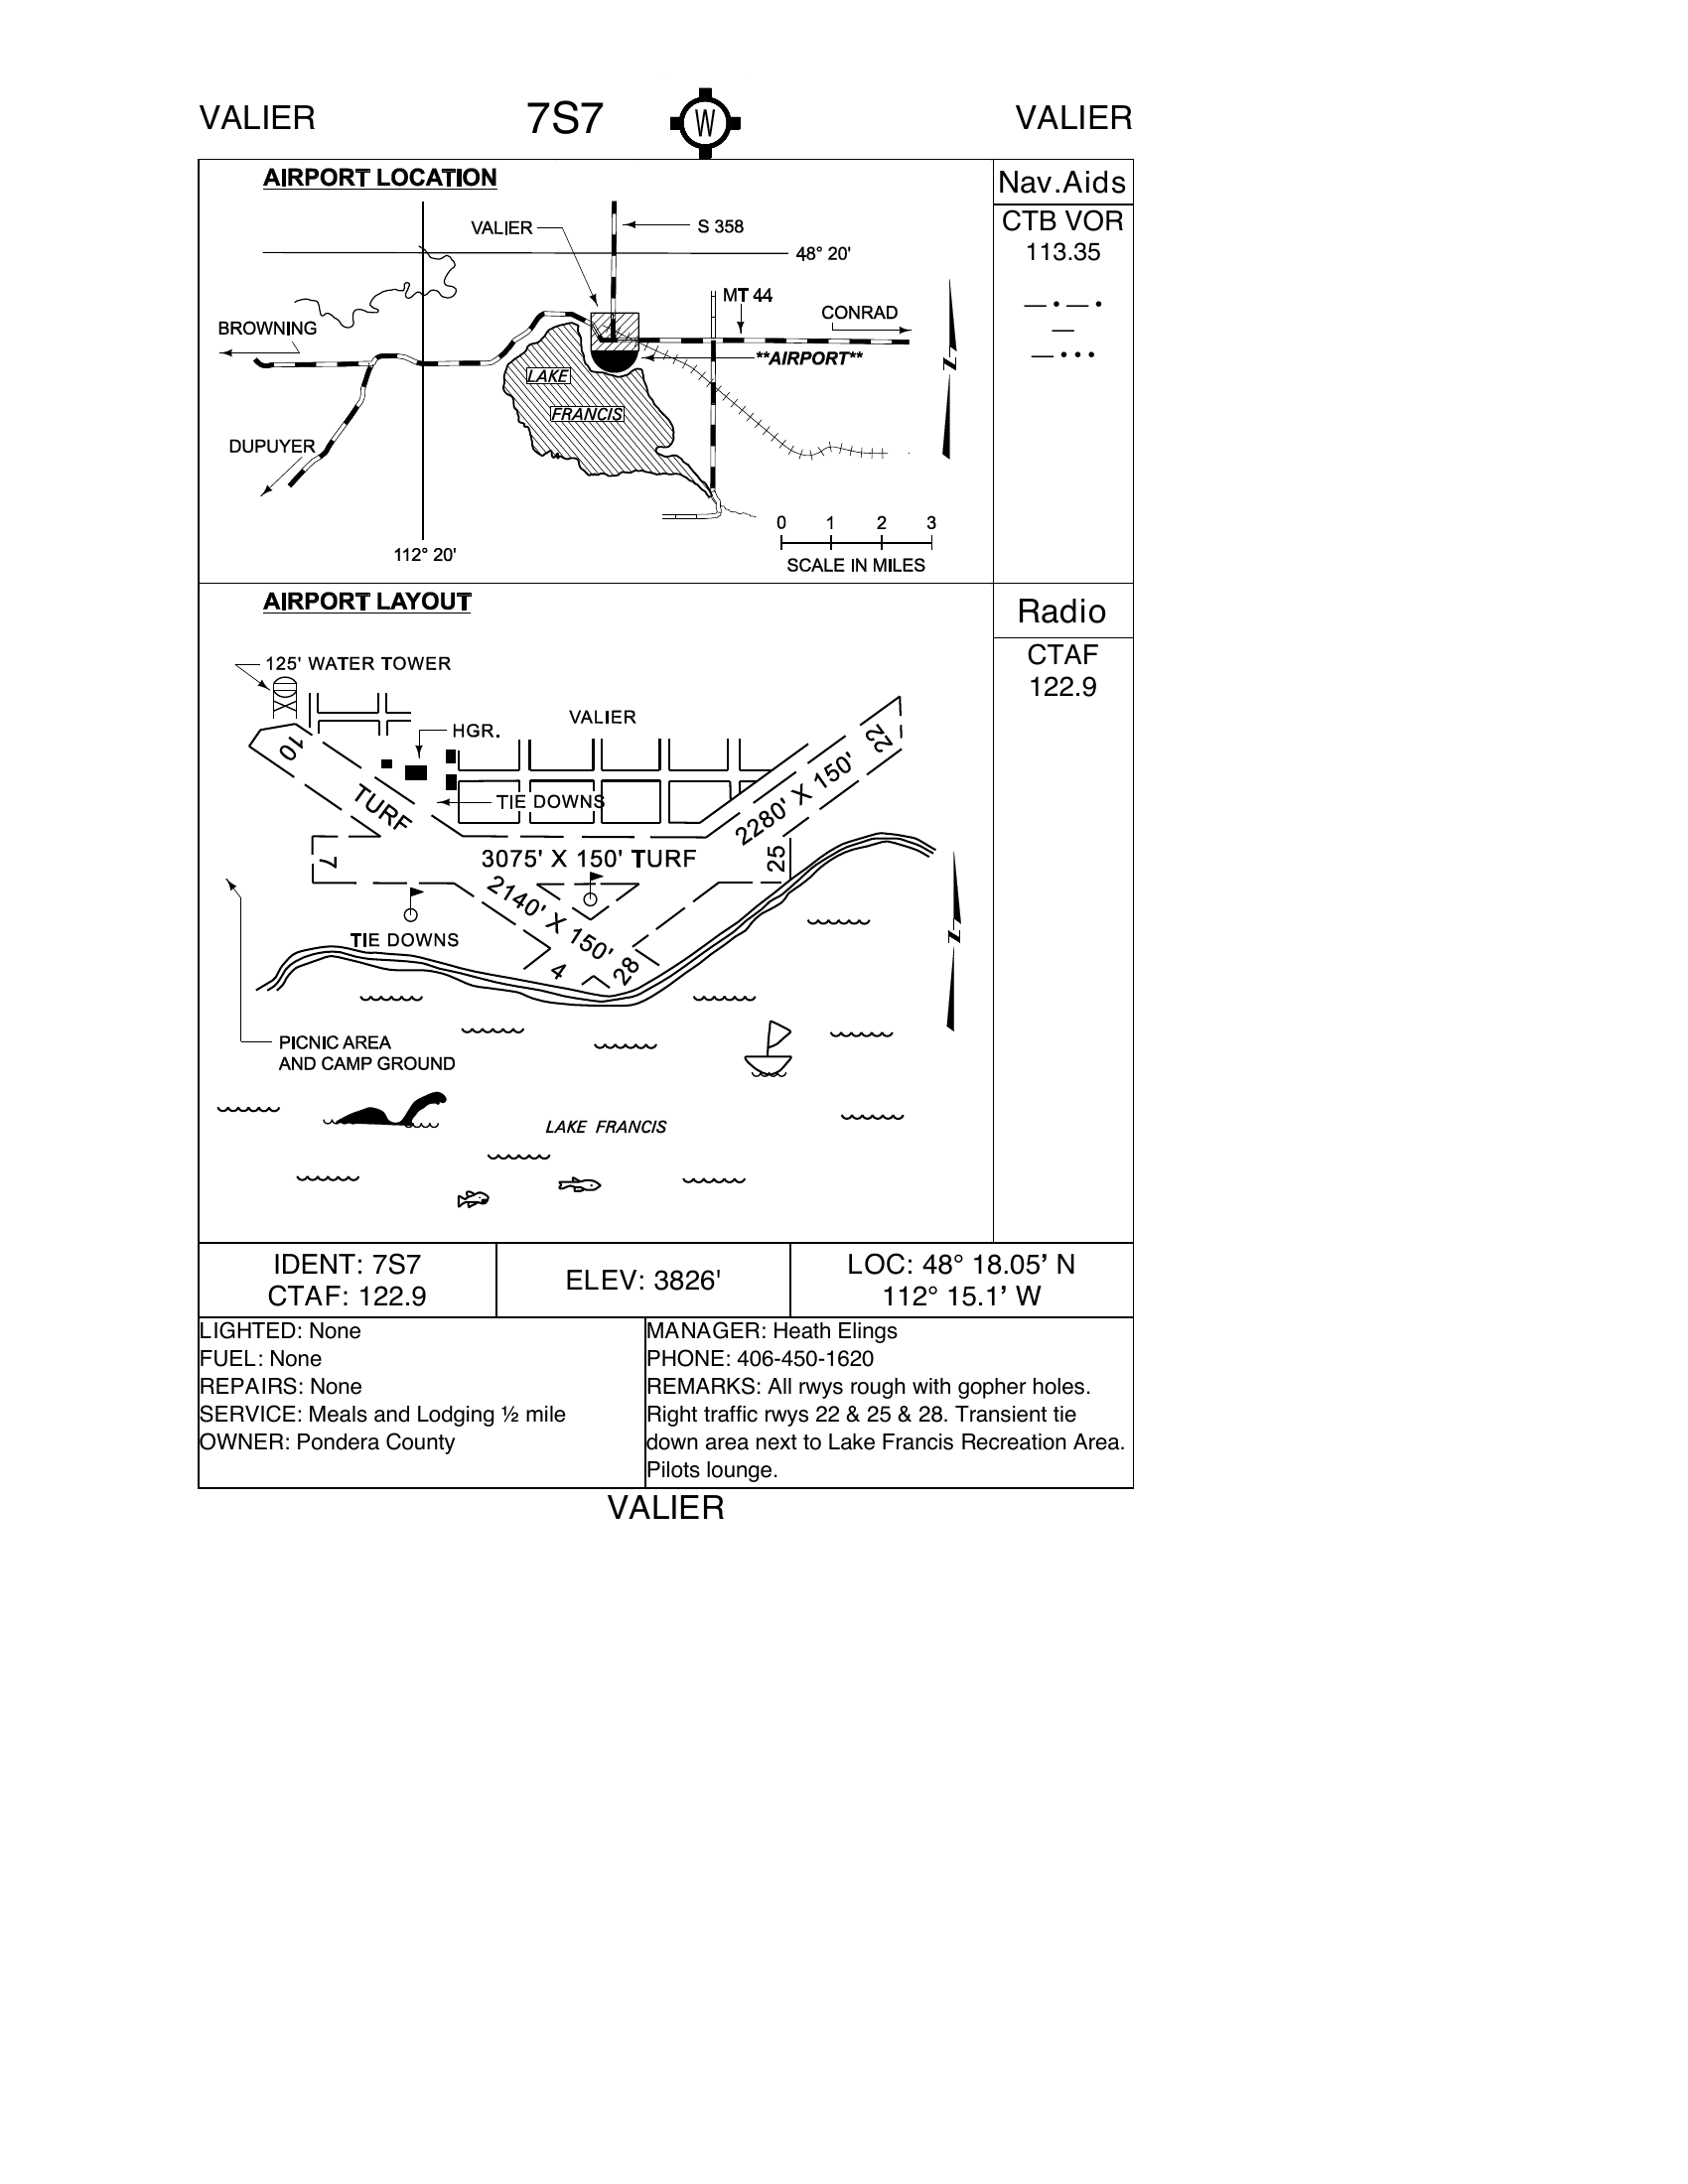 VALIER 7S7 W VALIER
AIRPORT LOCATION
Nav.Aids
CTB VOR
113.35
— • — •
—
— • • •
VALIER
S 358
48° 20'
MT 44
CONRAD
BROWNING
**AIRPORT**
LAKE
FRANCIS
N
DUPUYER
0 1 2 3
SCALE IN MILES
112° 20'
AIRPORT LAYOUT
Radio
CTAF
122.9
125' WATER TOWER
VALIER
HGR.
10
22
TURF
TIE DOWNS
2280' X 150'
7
3075' X 150' TURF
25
2140' X 150'
TIE DOWNS
4
28
N
PICNIC AREA
AND CAMP GROUND
LAKE FRANCIS
IDENT: 7S7
CTAF: 122.9
ELEV: 3826'
LOC: 48° 18.05’ N
112° 15.1’ W
LIGHTED: None
FUEL: None
REPAIRS: None
SERVICE: Meals and Lodging ½ mile
OWNER: Pondera County
MANAGER: Heath Elings
PHONE: 406-450-1620
REMARKS: All rwys rough with gopher holes.
Right traffic rwys 22 & 25 & 28. Transient tie
down area next to Lake Francis Recreation Area.
Pilots lounge.
VALIER